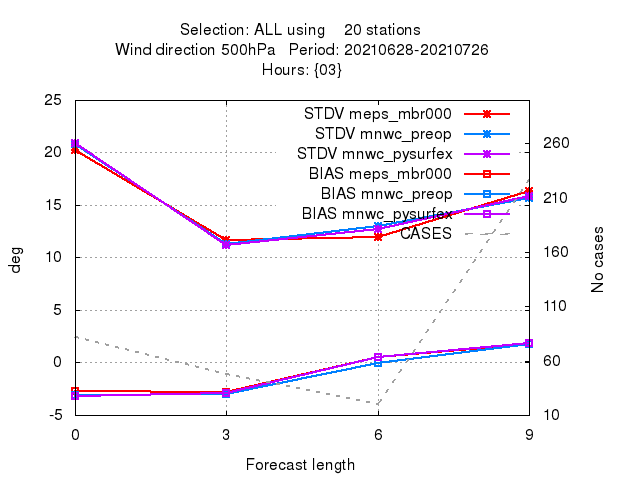 Selection: ALL using    20 stations
Wind direction 500hPa   Period: 20210628-20210726
Hours: {03}
STDV meps_mbr000
STDV mnwc_preop
STDV mnwc_pysurfex
BIAS meps_mbr000
BIAS mnwc_preop
BIAS mnwc_pysurfex
CASES
25
20
15
10
5
0
-5
deg
260
210
160
110
60
10
No cases
0 3 6 9
Forecast length